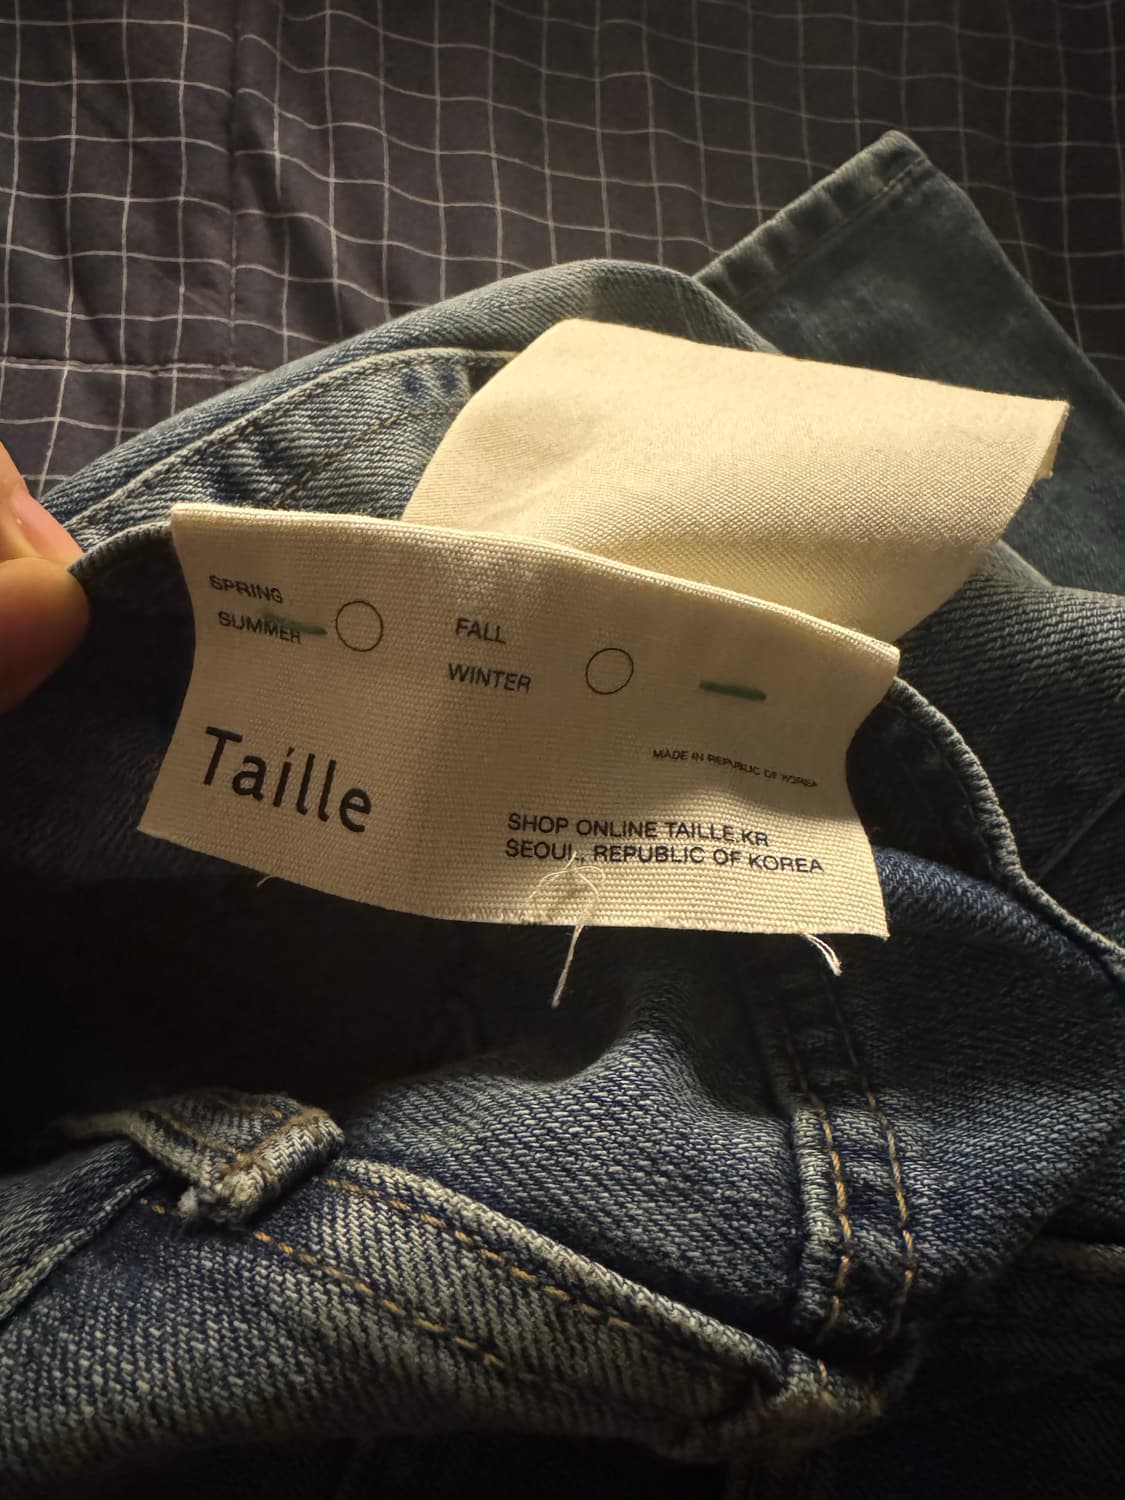 SPRING
SUMMER
FALL
WINTER
Taille
MADE IN REPUBLIC OF KOREA
SHOP ONLINE TAILLE.KR
SEOUL, REPUBLIC OF KOREA